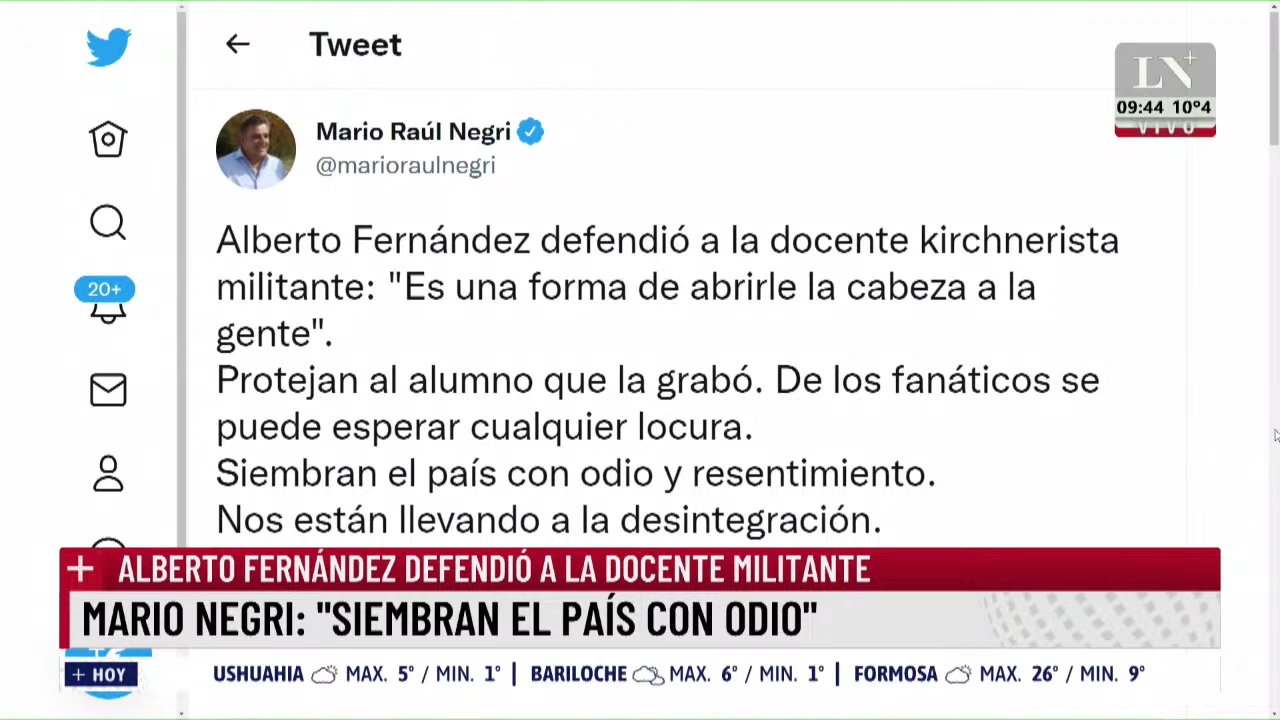 Tweet
LN+
09:44 10°4
VIVO
Mario Raúl Negri
@marioraulnegri
20+
Alberto Fernández defendió a la docente kirchnerista
militante: "Es una forma de abrirle la cabeza a la
gente".
Protejan al alumno que la grabó. De los fanáticos se
puede esperar cualquier locura.
Siembran el país con odio y resentimiento.
Nos están llevando a la desintegración.
+ ALBERTO FERNÁNDEZ DEFENDIÓ A LA DOCENTE MILITANTE
MARIO NEGRI: "SIEMBRAN EL PAÍS CON ODIO"
+ HOY USHUAIA MAX. 5° / MIN. 1° | BARILOCHE MAX. 6° / MIN. 1° | FORMOSA MAX. 26° / MIN. 9°